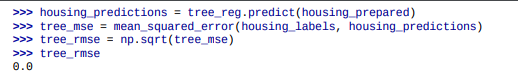 >>> housing_predictions = tree_reg.predict(housing_prepared)
>>> tree_mse = mean_squared_error(housing_labels, housing_predictions)
>>> tree_rmse = np.sqrt(tree_mse)
>>> tree_rmse
0.0